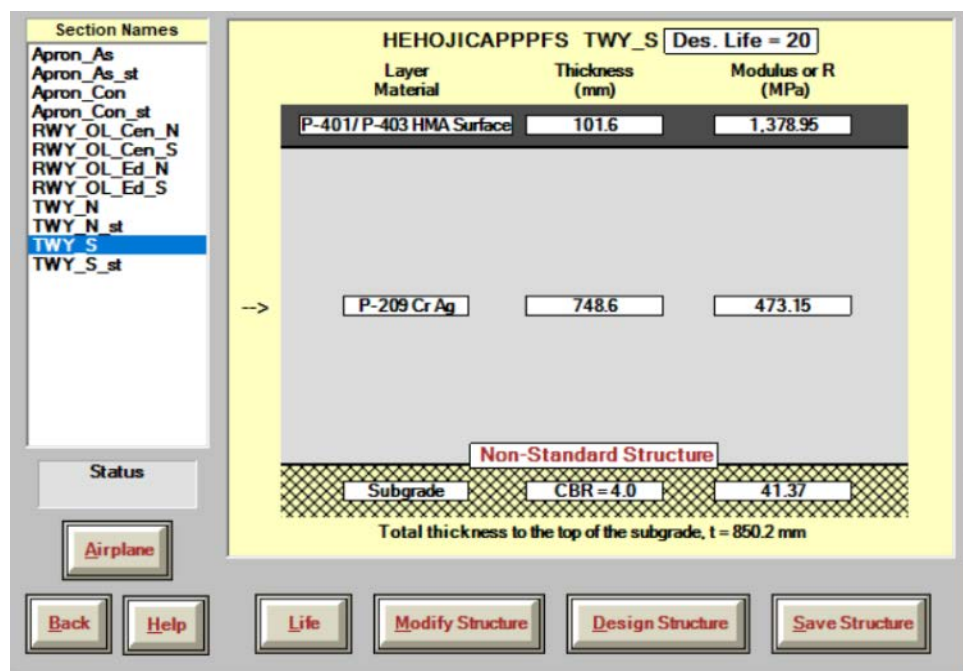 Section Names
Apron_As
Apron_As_st
Apron_Con
Apron_Con_st
RWY_OL_Cen_N
RWY_OL_Cen_S
RWY_OL_Ed_N
RWY_OL_Ed_S
TWY_N
TWY_N_st
TWY_S
TWY_S_st
Status
Airplane
Back Help
HEHOJICAPPPFS TWY_S Des. Life = 20
Layer Material Thickness (mm) Modulus or R (MPa)
P-401/ P-403 HMA Surface 101.6 1,378.95
--> P-209 Cr Ag 748.6 473.15
Non-Standard Structure
Subgrade CBR = 4.0 41.37
Total thickness to the top of the subgrade, t = 850.2 mm
Life Modify Structure Design Structure Save Structure